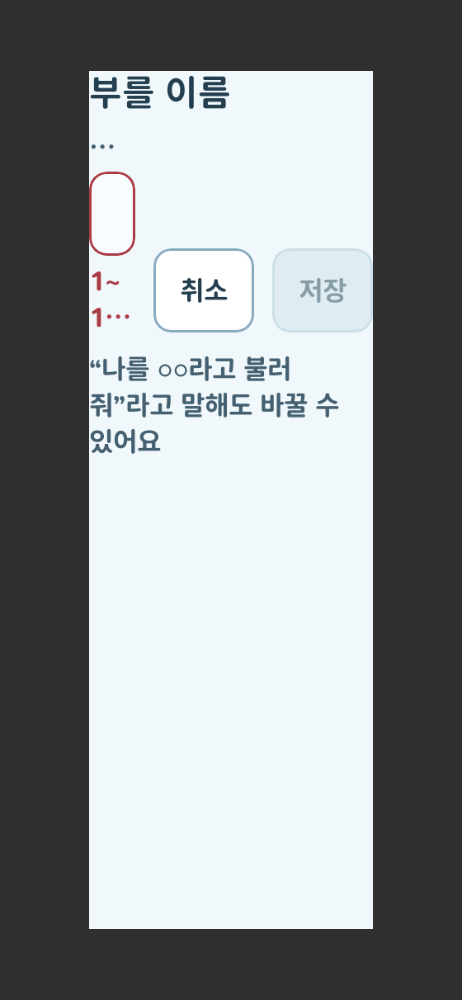 부를 이름
…
1~
1…
취소
저장
“나를 ○○라고 불러
줘”라고 말해도 바꿀 수
있어요